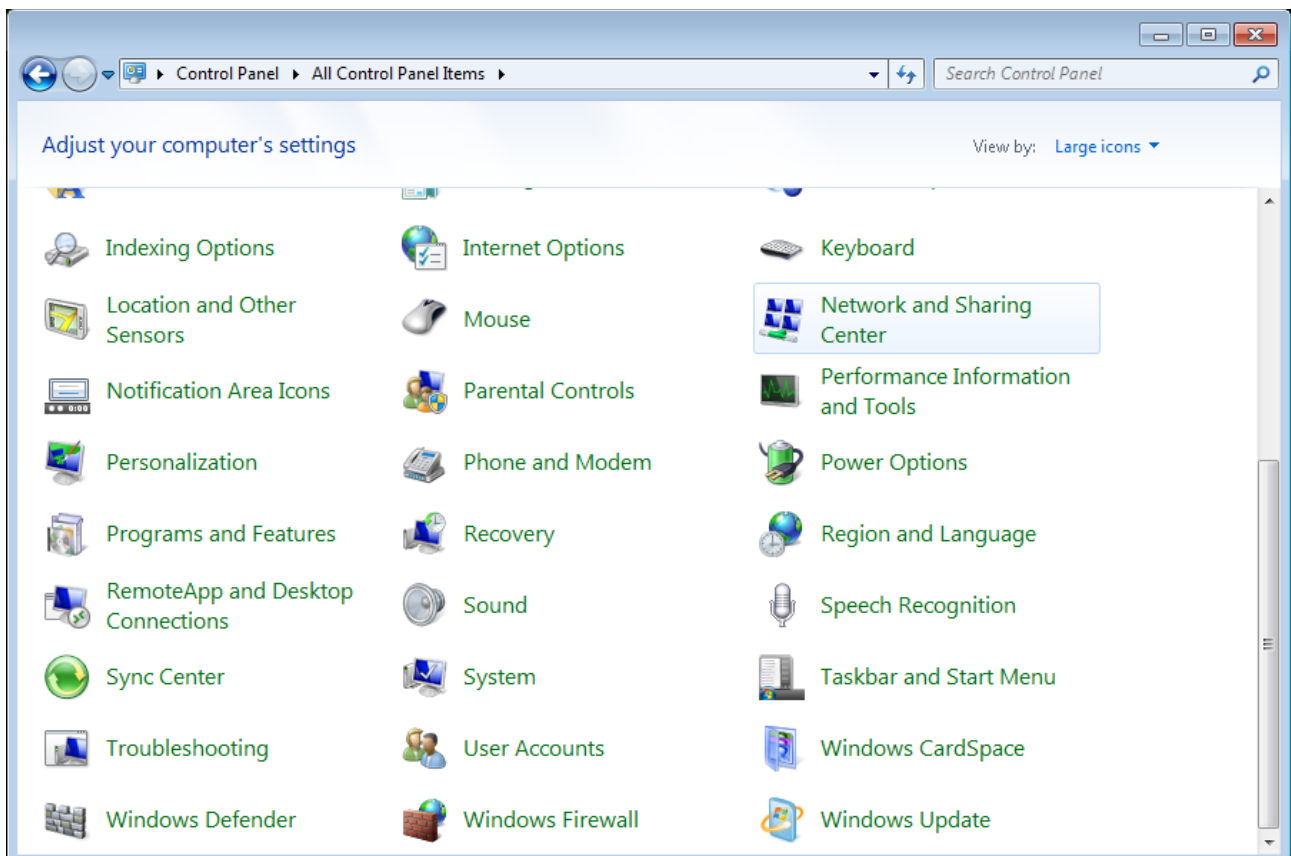 Control Panel All Control Panel Items Search Control Panel
Adjust your computer's settings View by: Large icons
Indexing Options Internet Options Keyboard
Location and Other
Sensors
Mouse
Network and Sharing
Center
Notification Area Icons Parental Controls
Performance Information
and Tools
Personalization Phone and Modem Power Options
Programs and Features Recovery Region and Language
RemoteApp and Desktop
Connections
Sound Speech Recognition
Sync Center System Taskbar and Start Menu
Troubleshooting User Accounts Windows CardSpace
Windows Defender Windows Firewall Windows Update